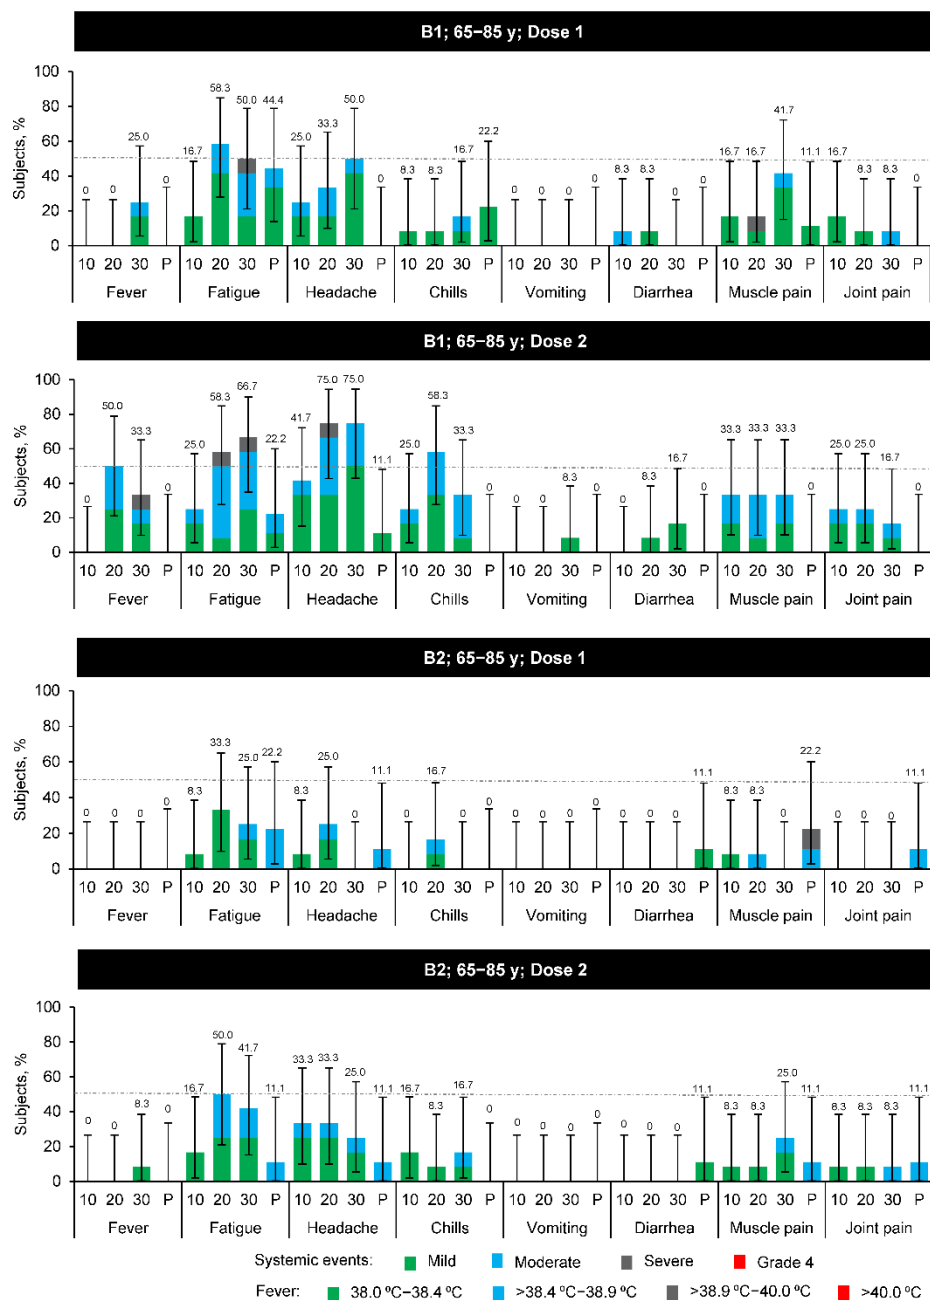 B1; 65–85 y; Dose 1
Subjects, %
100
80
60
40
20
0
0 0 25.0 0 16.7 58.3 50.0 44.4 25.0 33.3 50.0 0 8.3 8.3 16.7 22.2 0 0 0 0 8.3 8.3 0 0 16.7 16.7 41.7 11.1 16.7 8.3 8.3 0
10 20 30 P 10 20 30 P 10 20 30 P 10 20 30 P 10 20 30 P 10 20 30 P 10 20 30 P 10 20 30 P
Fever Fatigue Headache Chills Vomiting Diarrhea Muscle pain Joint pain
B1; 65–85 y; Dose 2
Subjects, %
100
80
60
40
20
0
0 50.0 33.3 0 25.0 58.3 66.7 22.2 41.7 75.0 75.0 11.1 25.0 58.3 33.3 0 0 0 8.3 0 0 8.3 16.7 0 33.3 33.3 33.3 0 25.0 25.0 16.7 0
10 20 30 P 10 20 30 P 10 20 30 P 10 20 30 P 10 20 30 P 10 20 30 P 10 20 30 P 10 20 30 P
Fever Fatigue Headache Chills Vomiting Diarrhea Muscle pain Joint pain
B2; 65–85 y; Dose 1
Subjects, %
100
80
60
40
20
0
0 0 0 0 8.3 33.3 25.0 22.2 8.3 25.0 0 11.1 0 16.7 0 0 0 0 0 0 0 0 0 11.1 8.3 8.3 0 22.2 0 0 0 11.1
10 20 30 P 10 20 30 P 10 20 30 P 10 20 30 P 10 20 30 P 10 20 30 P 10 20 30 P 10 20 30 P
Fever Fatigue Headache Chills Vomiting Diarrhea Muscle pain Joint pain
B2; 65–85 y; Dose 2
Subjects, %
100
80
60
40
20
0
0 0 8.3 0 16.7 50.0 41.7 11.1 33.3 33.3 25.0 11.1 16.7 8.3 16.7 0 0 0 0 0 0 0 0 11.1 8.3 8.3 25.0 11.1 8.3 8.3 8.3 11.1
10 20 30 P 10 20 30 P 10 20 30 P 10 20 30 P 10 20 30 P 10 20 30 P 10 20 30 P 10 20 30 P
Fever Fatigue Headache Chills Vomiting Diarrhea Muscle pain Joint pain
Systemic events: Mild Moderate Severe Grade 4
Fever: 38.0 ºC–38.4 ºC >38.4 ºC–38.9 ºC >38.9 ºC–40.0 ºC >40.0 ºC